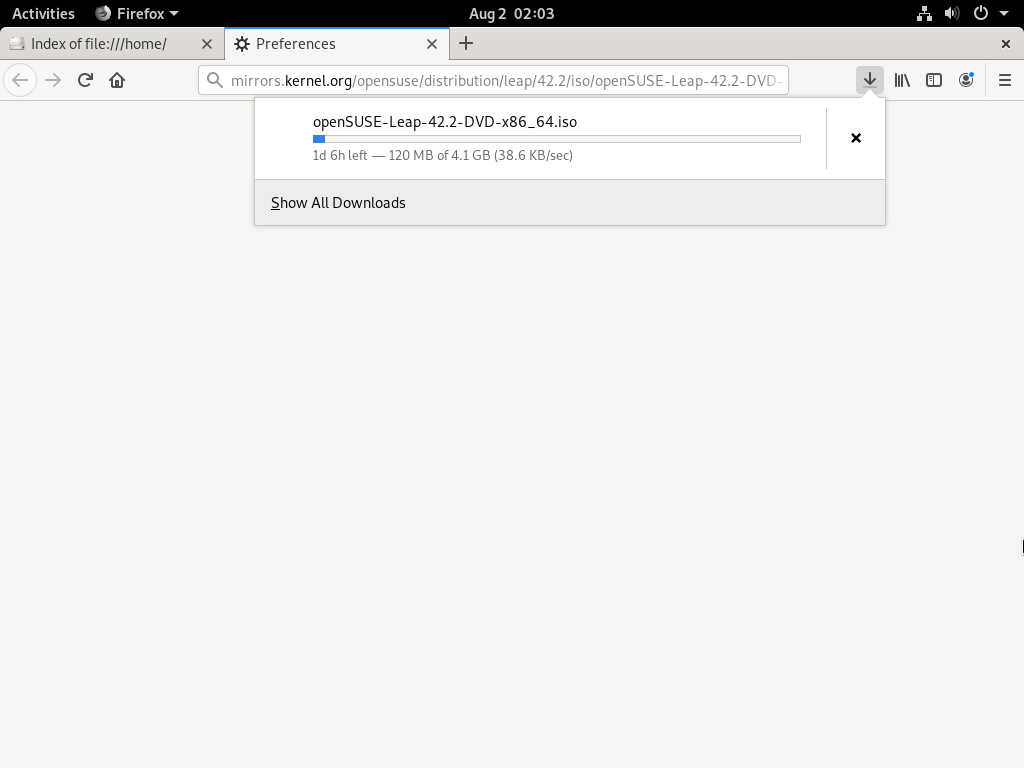 Activities Firefox Aug 2 02:03
Index of file:///home/ Preferences
mirrors.kernel.org/opensuse/distribution/leap/42.2/iso/openSUSE-Leap-42.2-DVD-
openSUSE-Leap-42.2-DVD-x86_64.iso
1d 6h left — 120 MB of 4.1 GB (38.6 KB/sec)
Show All Downloads